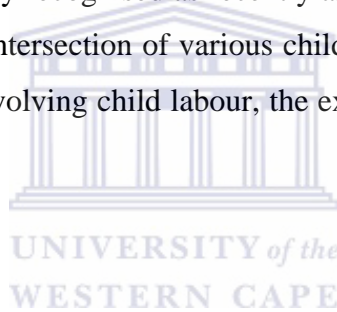 intersection of various child
volving child labour, the ex
UNIVERSITY of the
WESTERN CAPE